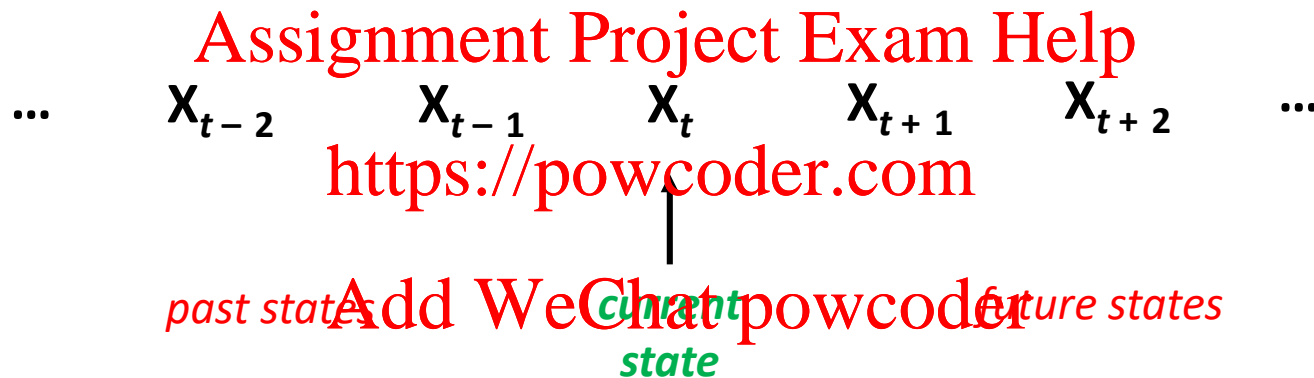 Assignment Project Exam Help
... X_{t – 2} X_{t – 1} X_t X_{t + 1} X_{t + 2} ...
https://powcoder.com
past states current future states
Add WeChat powcoder
state